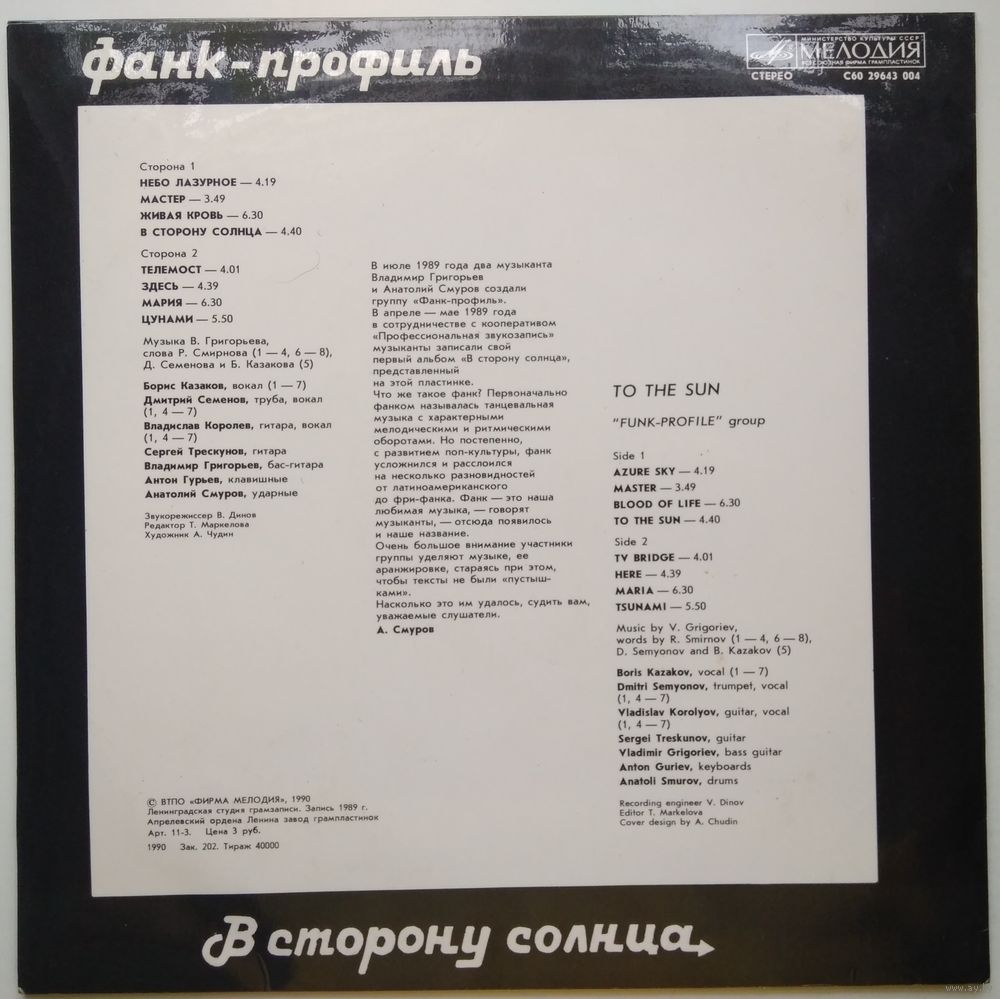 Фанк-профиль
МИНИСТЕРСТВО КУЛЬТУРЫ СССР
МЕЛОДИЯ
ВСЕСОЮЗНАЯ ФИРМА ГРАМПЛАСТИНОК
СТЕРЕО
С60 29643 004
Сторона 1
НЕБО ЛАЗУРНОЕ — 4.19
МАСТЕР — 3.49
ЖИВАЯ КРОВЬ — 6.30
В СТОРОНУ СОЛНЦА — 4.40
Сторона 2
ТЕЛЕМОСТ — 4.01
ЗДЕСЬ — 4.39
МАРИЯ — 6.30
ЦУНАМИ — 5.50
Музыка В. Григорьева,
слова Р. Смирнова (1 — 4, 6 — 8),
Д. Семенова и Б. Казакова (5)
Борис Казаков, вокал (1 — 7)
Дмитрий Семенов, труба, вокал
(1, 4 — 7)
Владислав Королев, гитара, вокал
(1, 4 — 7)
Сергей Трескунов, гитара
Владимир Григорьев, бас-гитара
Антон Гурьев, клавишные
Анатолий Смуров, ударные
Звукорежиссер В. Динов
Редактор Т. Маркелова
Художник А. Чудин
В июле 1989 года два музыканта
Владимир Григорьев
и Анатолий Смуров создали
группу «Фанк-профиль».
В апреле — мае 1989 года
в сотрудничестве с кооперативом
«Профессиональная звукозапись»
музыканты записали свой
первый альбом «В сторону солнца»,
представленный
на этой пластинке.
Что же такое фанк? Первоначально
фанком называлась танцевальная
музыка с характерными
мелодическими и ритмическими
оборотами. Но постепенно,
с развитием поп-культуры, фанк
усложнился и расслоился
на несколько разновидностей
от латиноамериканского
до фри-фанка. Фанк — это наша
любимая музыка, — говорят
музыканты, — отсюда появилось
и наше название.
Очень большое внимание участники
группы уделяют музыке, ее
аранжировке, стараясь при этом,
чтобы тексты не были «пустыш-
ками».
Насколько это им удалось, судить вам,
уважаемые слушатели.
А. Смуров
TO THE SUN
"FUNK-PROFILE" group
Side 1
AZURE SKY — 4.19
MASTER — 3.49
BLOOD OF LIFE — 6.30
TO THE SUN — 4.40
Side 2
TV BRIDGE — 4.01
HERE — 4.39
MARIA — 6.30
TSUNAMI — 5.50
Music by V. Grigoriev,
words by R. Smirnov (1 — 4, 6 — 8),
D. Semyonov and B. Kazakov (5)
Boris Kazakov, vocal (1 — 7)
Dmitri Semyonov, trumpet, vocal
(1, 4 — 7)
Vladislav Korolyov, guitar, vocal
(1, 4 — 7)
Sergei Treskunov, guitar
Vladimir Grigoriev, bass guitar
Anton Guriev, keyboards
Anatoli Smurov, drums
Recording engineer V. Dinov
Editor T. Markelova
Cover design by A. Chudin
© ВТПО «ФИРМА МЕЛОДИЯ», 1990
Ленинградская студия грамзаписи. Запись 1989 г.
Апрелевский ордена Ленина завод грампластинок
Арт. 11-3. Цена 3 руб.
1990 Зак. 202. Тираж 40000
В сторону солнца
www.ay.by